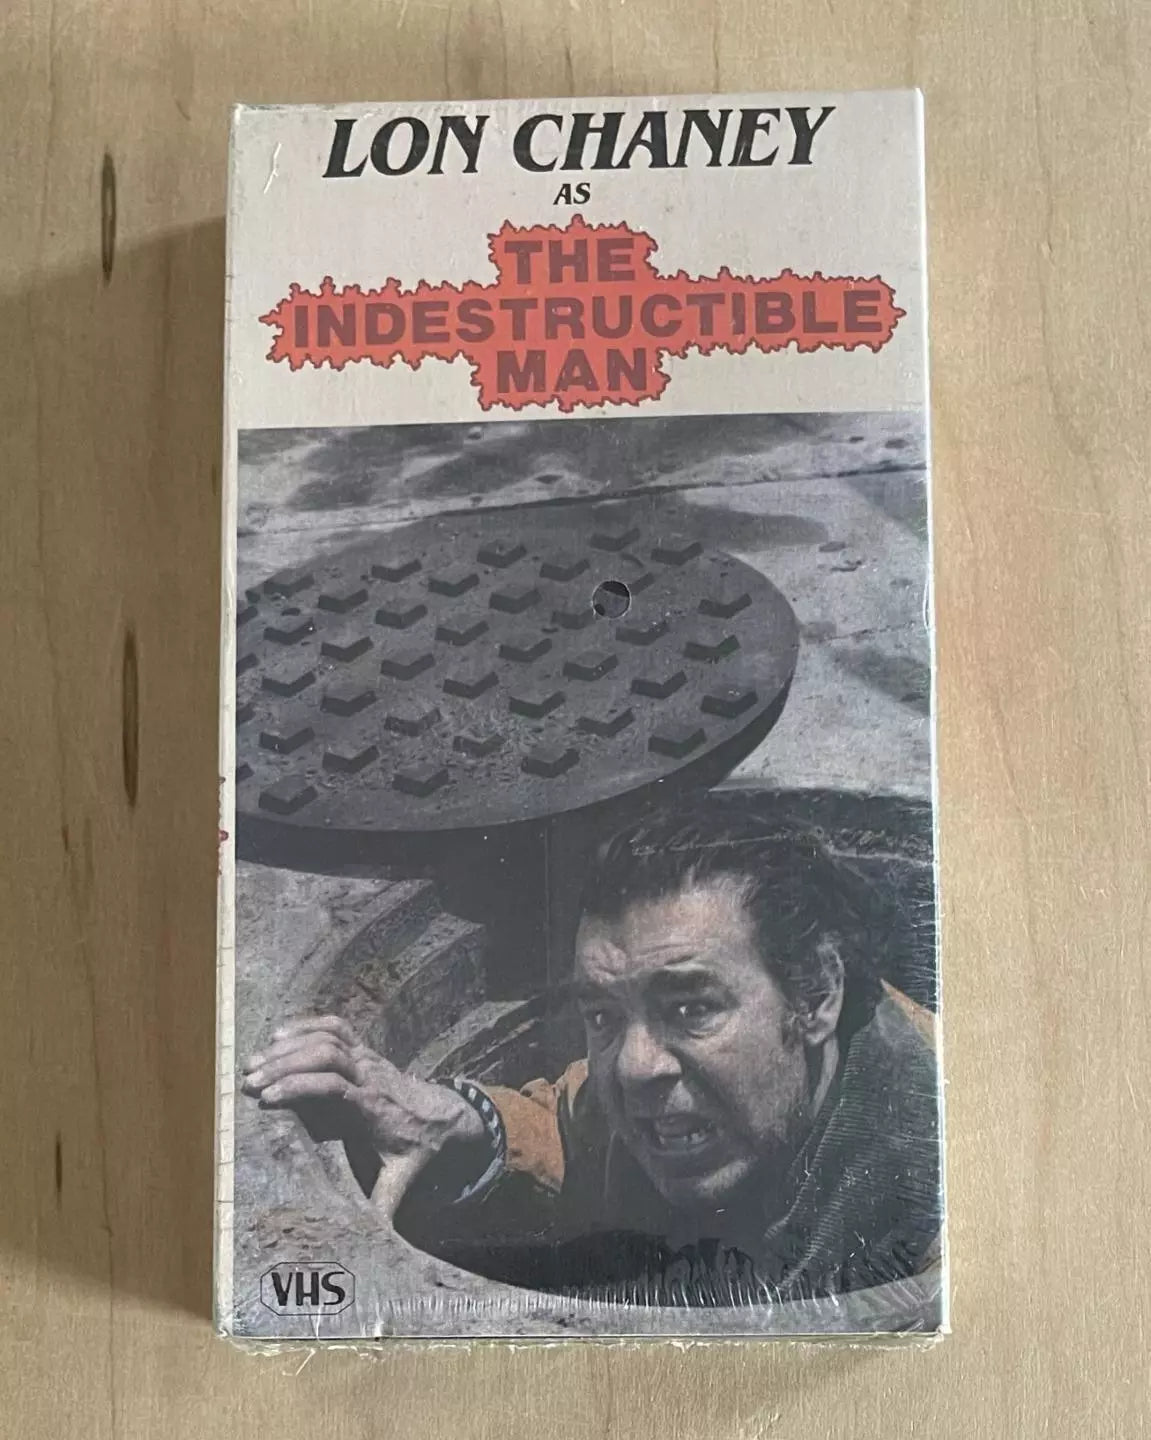 LON CHANEY
AS
THE
INDESTRUCTIBLE
MAN
VHS